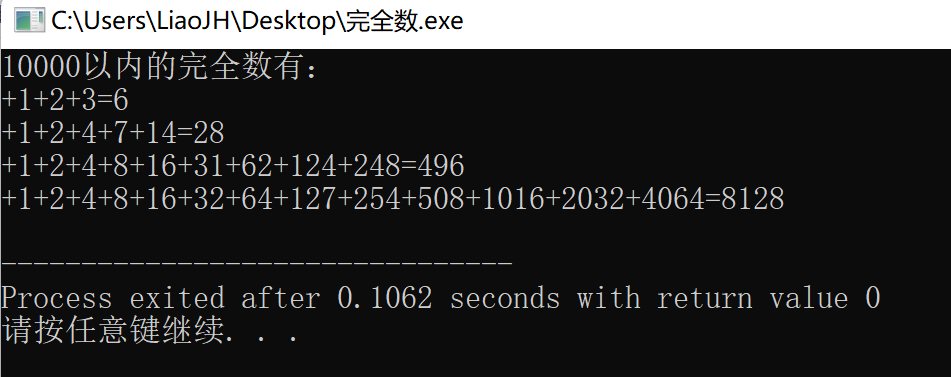 C:\Users\LiaoJH\Desktop\完全数.exe
10000以内的完全数有：
+1+2+3=6
+1+2+4+7+14=28
+1+2+4+8+16+31+62+124+248=496
+1+2+4+8+16+32+64+127+254+508+1016+2032+4064=8128
--------------------------------
Process exited after 0.1062 seconds with return value 0
请按任意键继续. . .